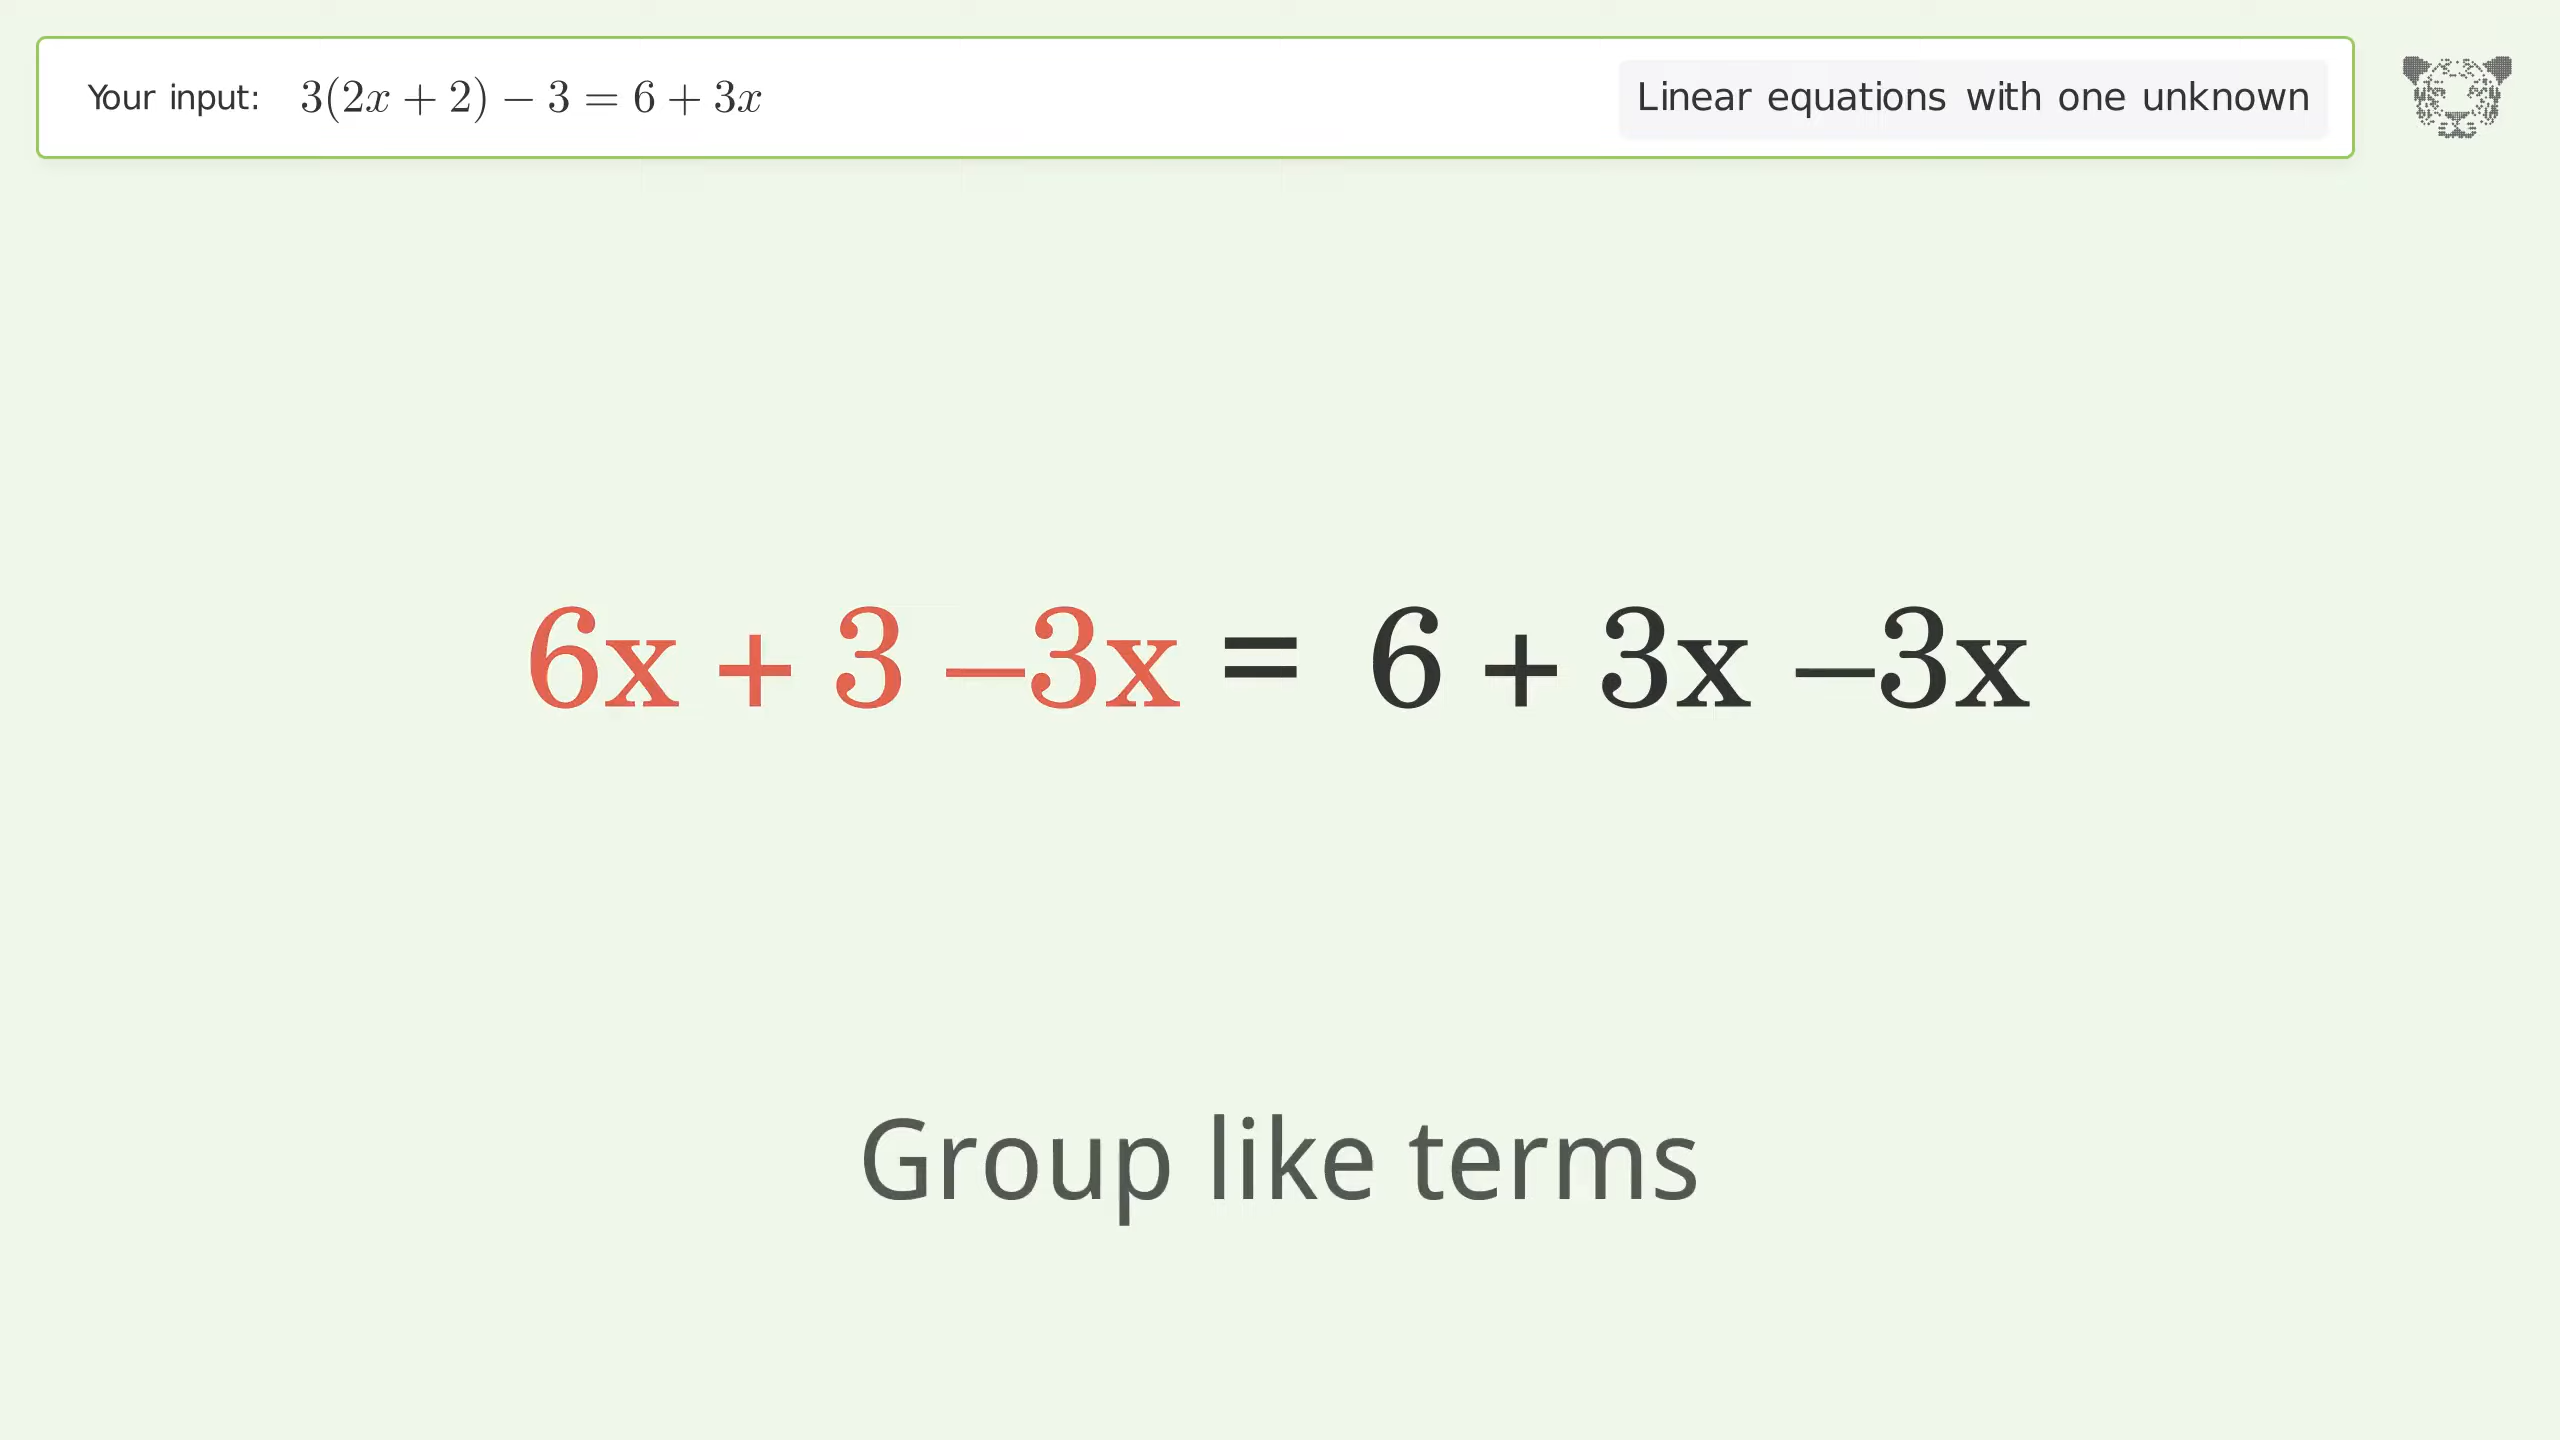 Your input: 3(2x + 2) − 3 = 6 + 3x
Linear equations with one unknown
6x + 3 −3x = 6 + 3x −3x
Group like terms